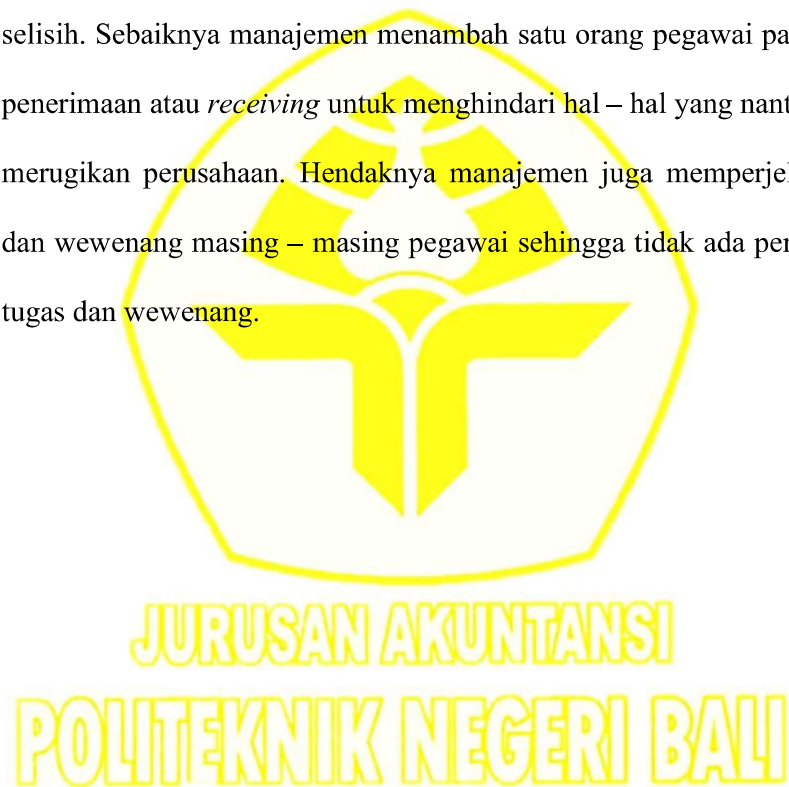 selisih. Sebaiknya manajemen menambah satu orang pegawai pa
penerimaan atau receiving untuk menghindari hal – hal yang nant
merugikan perusahaan. Hendaknya manajemen juga memperjel
dan wewenang masing – masing pegawai sehingga tidak ada per
tugas dan wewenang.
JURUSAN AKUNTANSI
POLITEKNIK NEGERI BALI